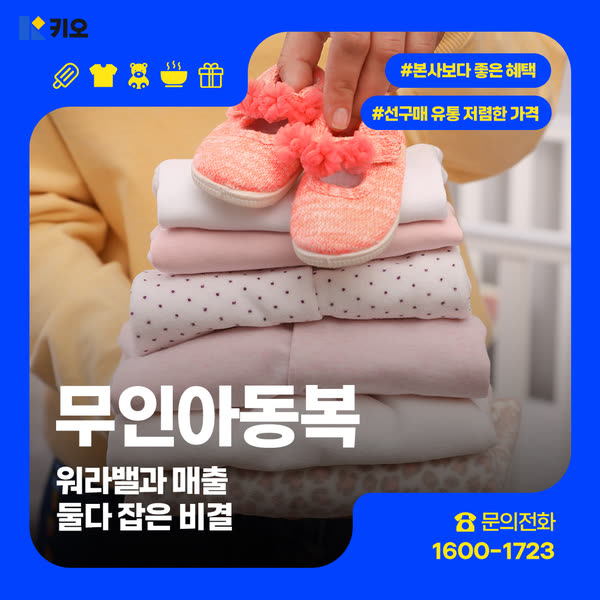 키오
#본사보다 좋은 혜택
#선구매 유통 저렴한 가격
무인아동복
워라밸과 매출
둘다 잡은 비결
문의전화
1600-1723